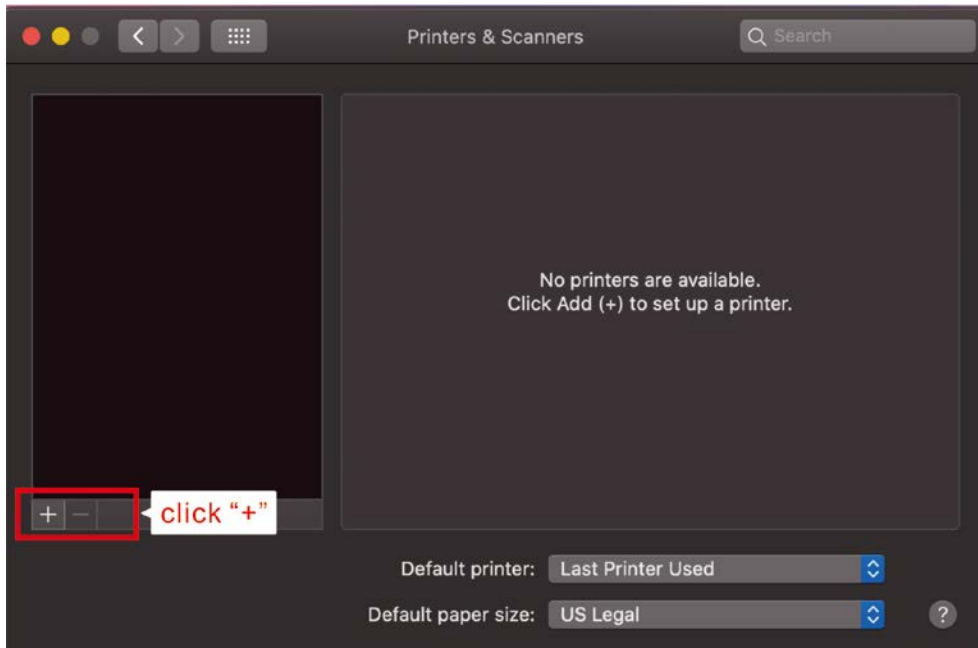 Printers & Scanners
Search
No printers are available.
Click Add (+) to set up a printer.
+ −
click “+”
Default printer: Last Printer Used
Default paper size: US Legal
?